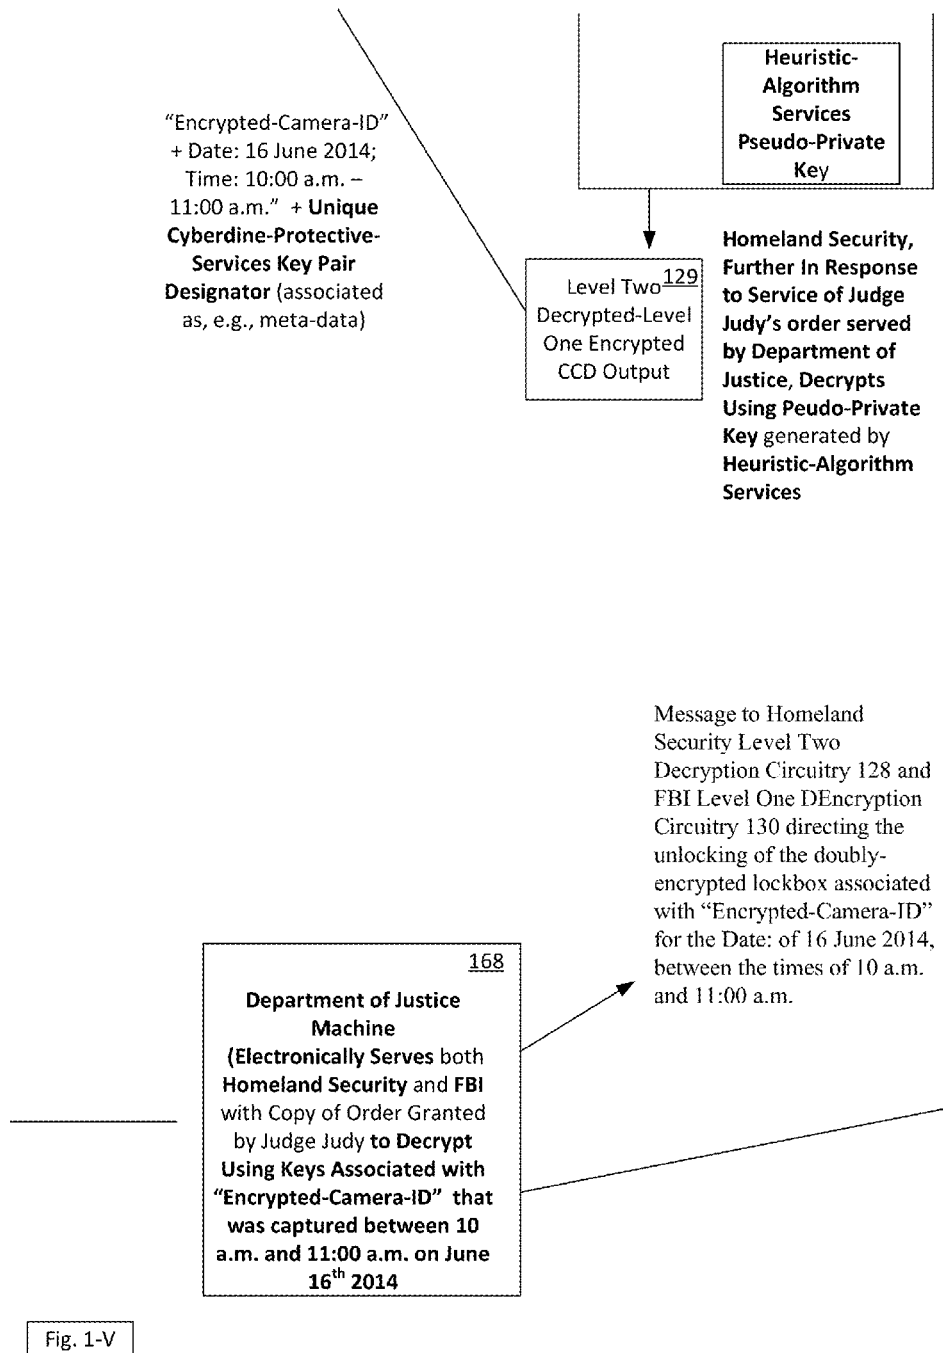 Heuristic-
Algorithm
Services
Pseudo-Private
Key
“Encrypted-Camera-ID”
+ Date: 16 June 2014;
Time: 10:00 a.m. –
11:00 a.m.” + Unique
Cyberdine-Protective-
Services Key Pair
Designator (associated
as, e.g., meta-data)
129
Level Two
Decrypted-Level
One Encrypted
CCD Output
Homeland Security,
Further In Response
to Service of Judge
Judy’s order served
by Department of
Justice, Decrypts
Using Peudo-Private
Key generated by
Heuristic-Algorithm
Services
Message to Homeland
Security Level Two
Decryption Circuitry 128 and
FBI Level One DEncryption
Circuitry 130 directing the
unlocking of the doubly-
encrypted lockbox associated
with “Encrypted-Camera-ID”
for the Date: of 16 June 2014,
between the times of 10 a.m.
and 11:00 a.m.
168
Department of Justice
Machine
(Electronically Serves both
Homeland Security and FBI
with Copy of Order Granted
by Judge Judy to Decrypt
Using Keys Associated with
“Encrypted-Camera-ID” that
was captured between 10
a.m. and 11:00 a.m. on June
16th 2014
Fig. 1-V